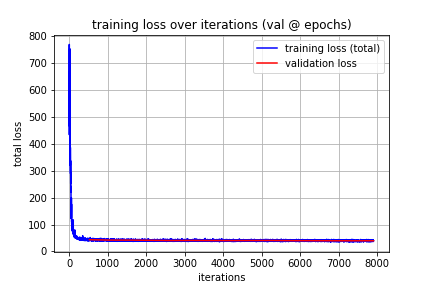 training loss over iterations (val @ epochs)
800
700
600
500
400
300
200
100
0
total loss
training loss (total)
validation loss
0 1000 2000 3000 4000 5000 6000 7000 8000
iterations